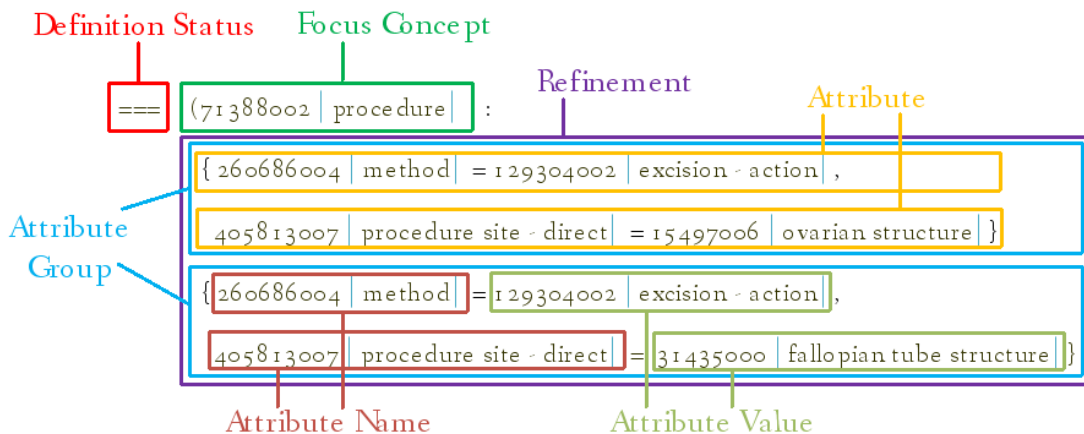 Definition Status Focus Concept
Refinement
Attribute
=== (71388002 | procedure| :
{ 260686004 | method| = 129304002 | excision - action| ,
405813007 | procedure site - direct| = 15497006 | ovarian structure| }
Attribute
Group
{ 260686004 | method| = 129304002 | excision - action| ,
405813007 | procedure site - direct| = 31435000 | fallopian tube structure| }
Attribute Name Attribute Value